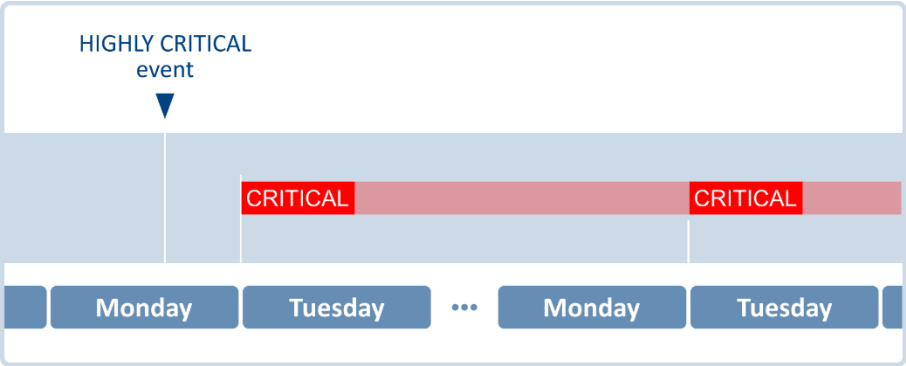 HIGHLY CRITICAL
event
CRITICAL
CRITICAL
Monday
Tuesday
•••
Monday
Tuesday